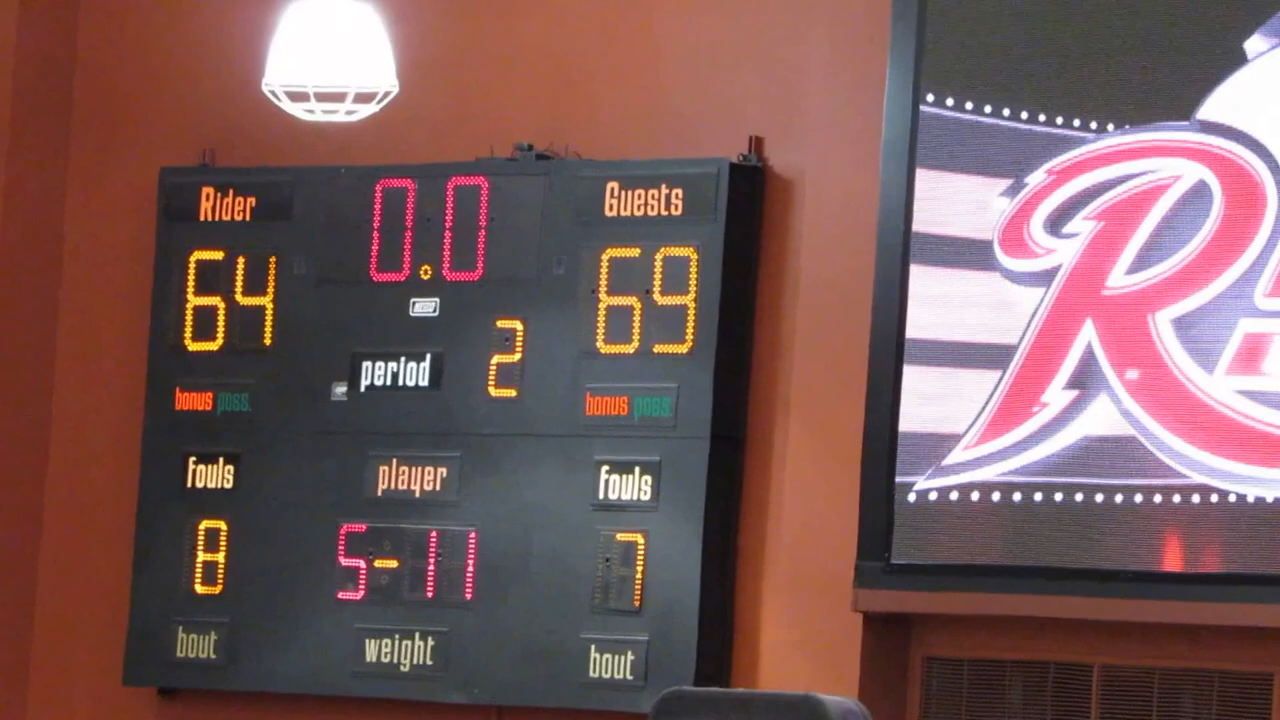 Rider
0.0
Guests
64
69
period
2
bonus poss.
bonus poss.
fouls
player
fouls
8
5-11
7
bout
weight
bout
R